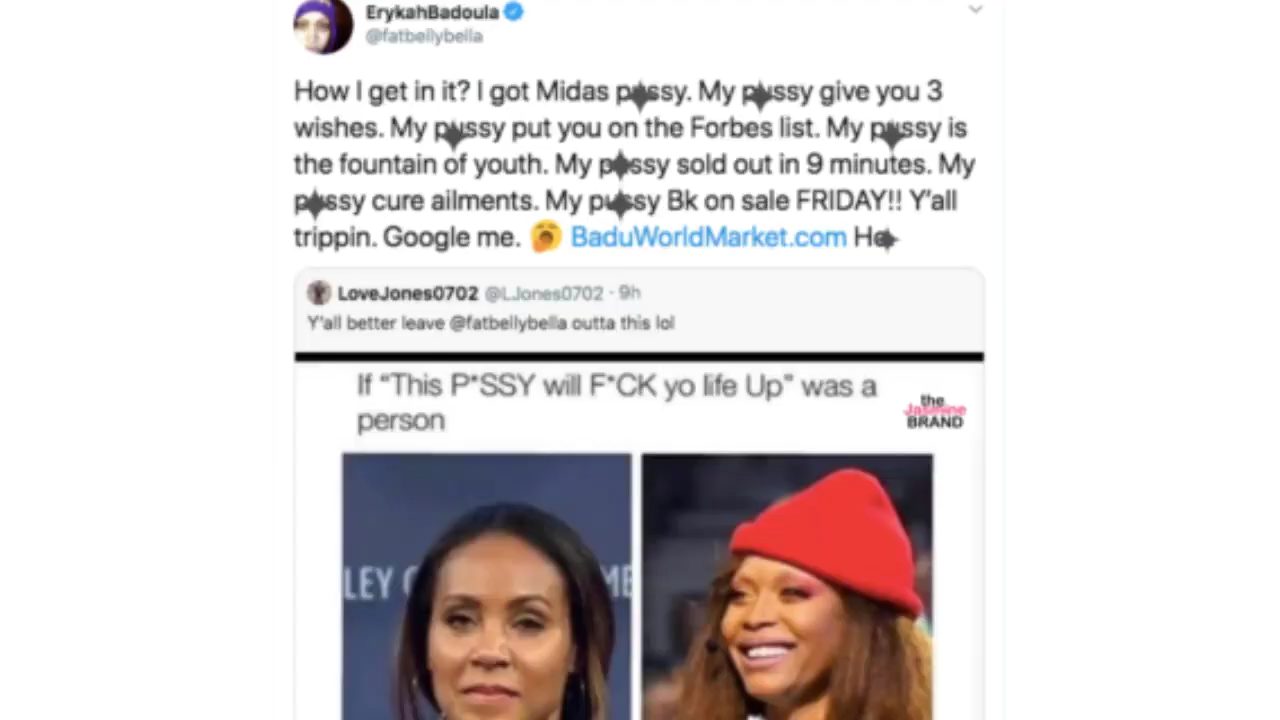 ErykahBadoula
@fatbellybella
How I get in it? I got Midas pussy. My pussy give you 3
wishes. My pussy put you on the Forbes list. My pussy is
the fountain of youth. My pussy sold out in 9 minutes. My
pussy cure ailments. My pussy Bk on sale FRIDAY!! Y'all
trippin. Google me. 🥱 BaduWorldMarket.com
LoveJones0702 @LJones0702 · 9h
Y'all better leave @fatbellybella outta this lol
If "This P*SSY will F*CK yo life Up" was a
person
the
Jasmine
BRAND
LEY